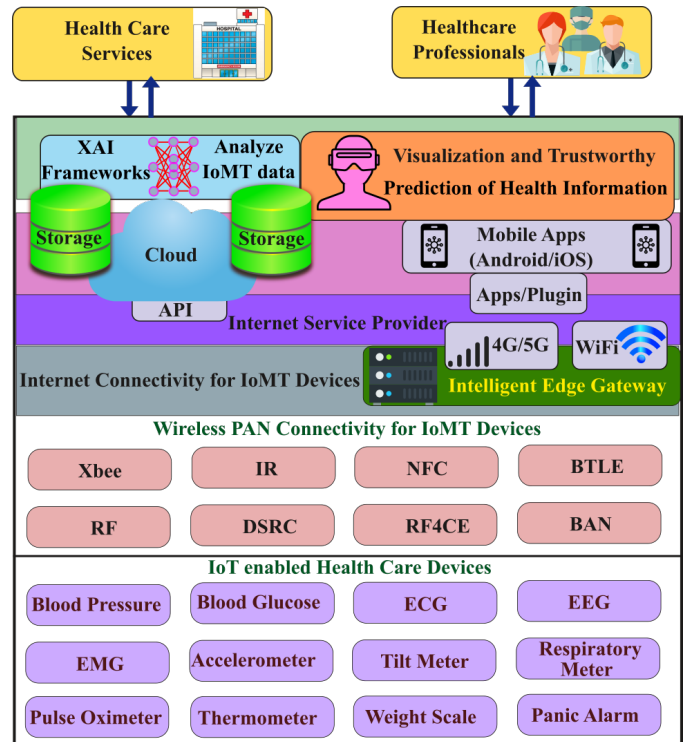 Health Care
Services
HOSPITAL
Healthcare
Professionals
XAI
Frameworks
Analyze
IoMT data
Visualization and Trustworthy
Prediction of Health Information
Storage
Cloud
Storage
Mobile Apps
(Android/iOS)
API
Apps/Plugin
Internet Service Provider
4G/5G
WiFi
Internet Connectivity for IoMT Devices
Intelligent Edge Gateway
Wireless PAN Connectivity for IoMT Devices
Xbee
IR
NFC
BTLE
RF
DSRC
RF4CE
BAN
IoT enabled Health Care Devices
Blood Pressure
Blood Glucose
ECG
EEG
EMG
Accelerometer
Tilt Meter
Respiratory
Meter
Pulse Oximeter
Thermometer
Weight Scale
Panic Alarm